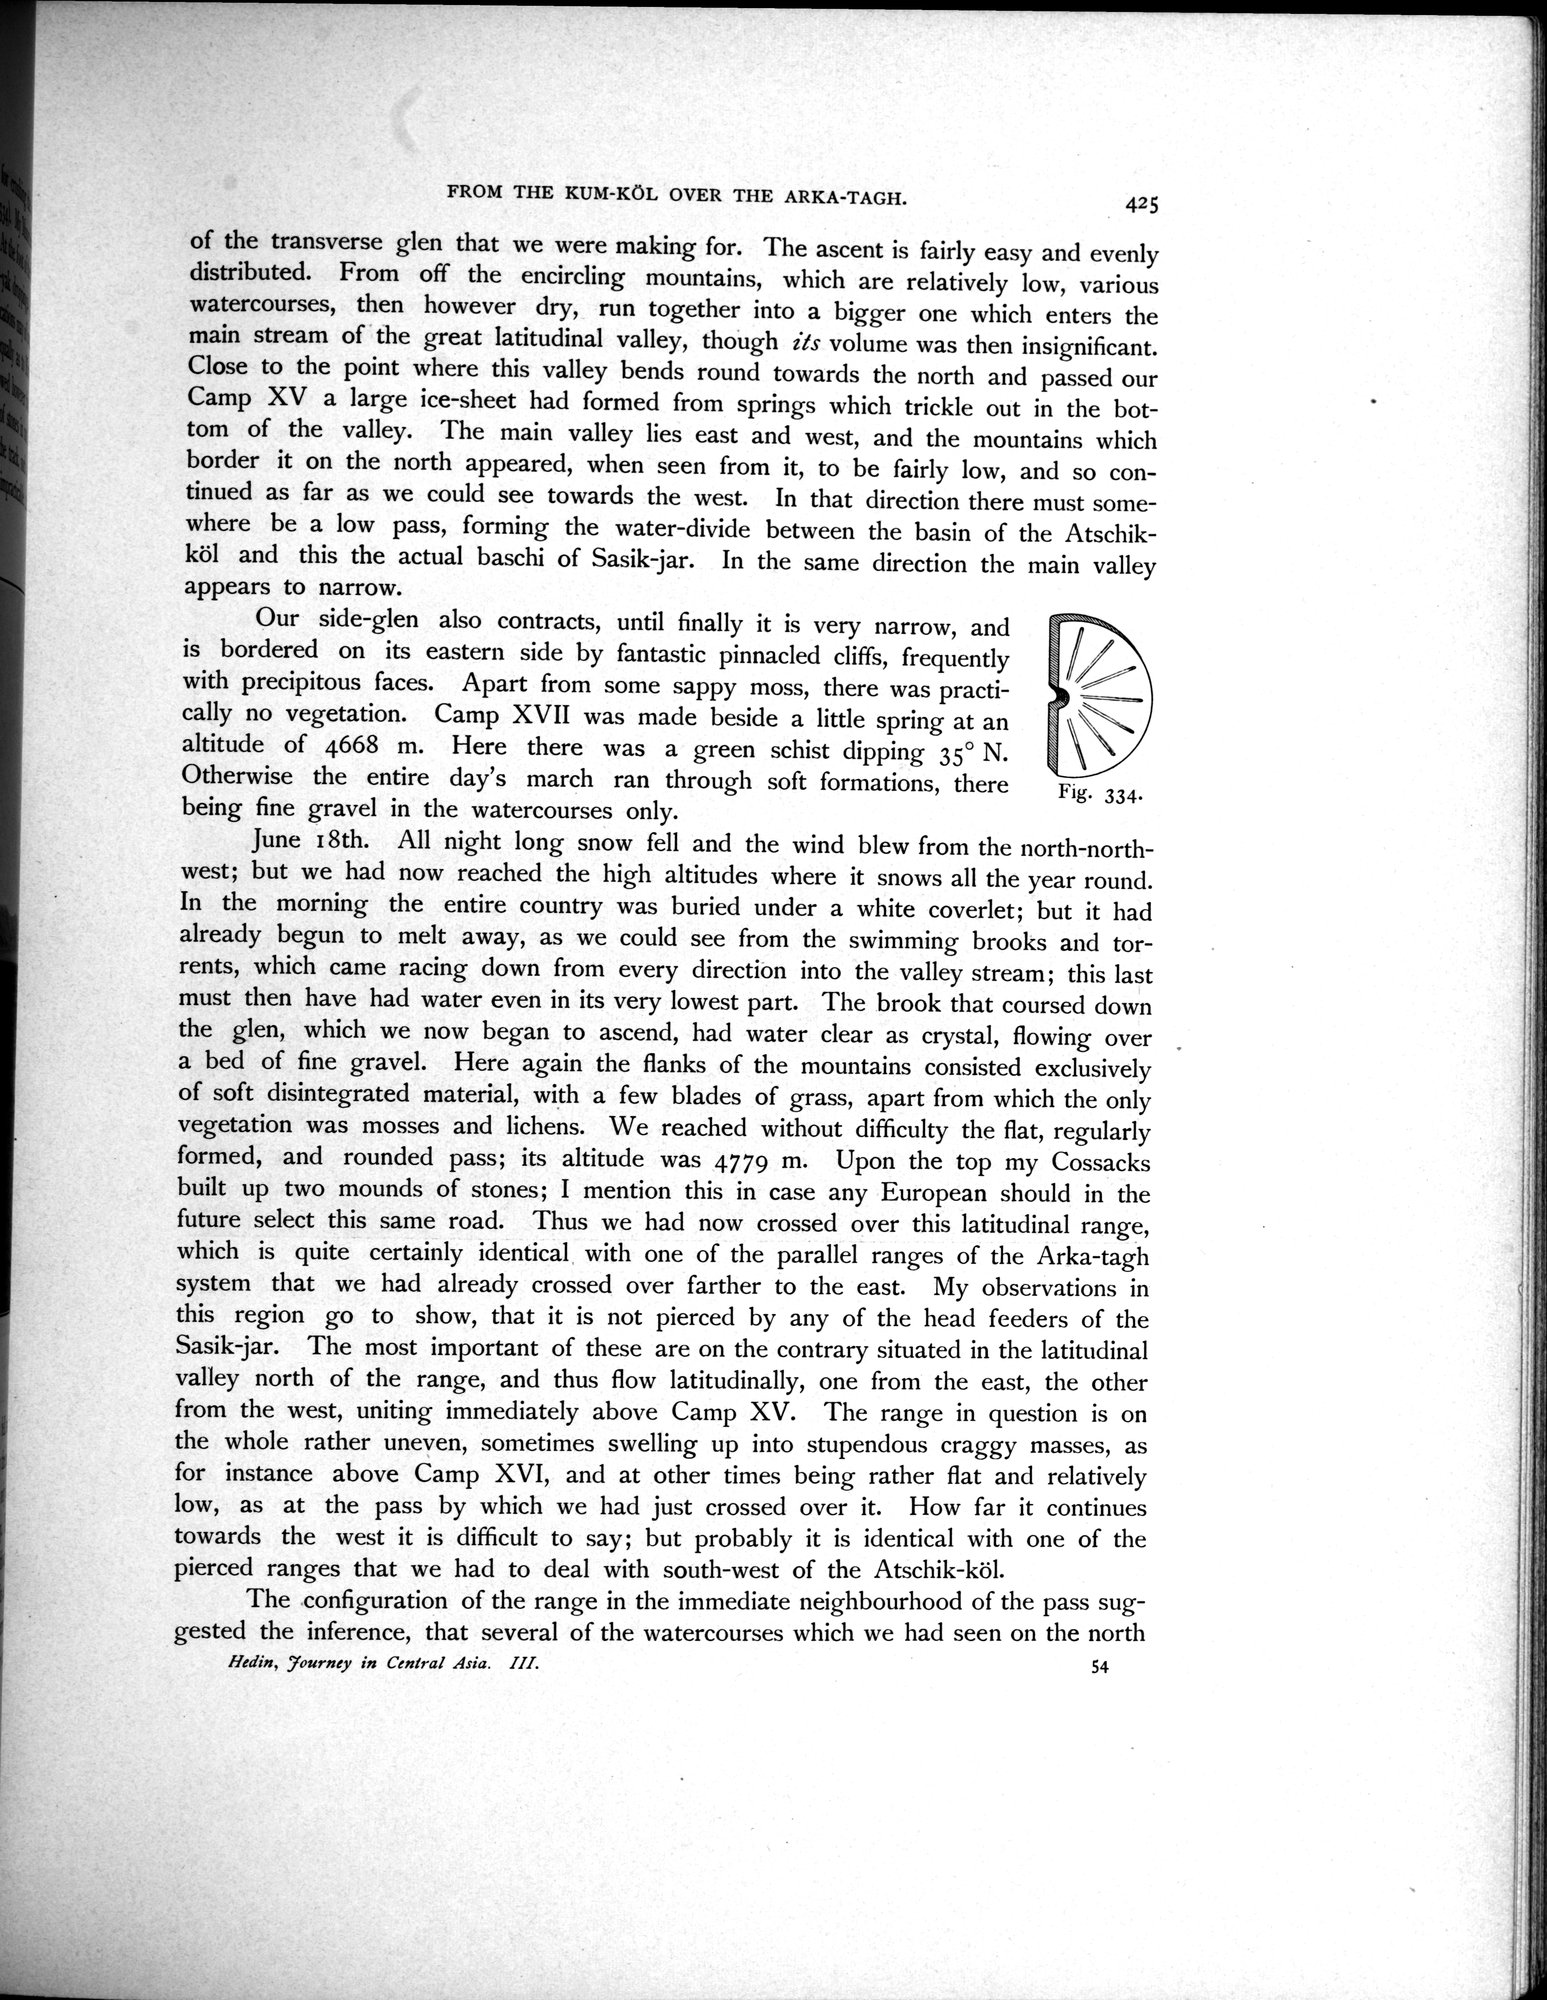 FROM THE KUM-KÖL OVER THE ARKA-TAGH.
425
of the transverse glen that we were making for. The ascent is fairly easy and evenly
distributed. From off the encircling mountains, which are relatively low, various
watercourses, then however dry, run together into a bigger one which enters the
main stream of the great latitudinal valley, though its volume was then insignificant.
Close to the point where this valley bends round towards the north and passed our
Camp XV a large ice-sheet had formed from springs which trickle out in the bot-
tom of the valley. The main valley lies east and west, and the mountains which
border it on the north appeared, when seen from it, to be fairly low, and so con-
tinued as far as we could see towards the west. In that direction there must some-
where be a low pass, forming the water-divide between the basin of the Atschik-
köl and this the actual baschi of Sasik-jar. In the same direction the main valley
appears to narrow.
Our side-glen also contracts, until finally it is very narrow, and
is bordered on its eastern side by fantastic pinnacled cliffs, frequently
with precipitous faces. Apart from some sappy moss, there was practi-
cally no vegetation. Camp XVII was made beside a little spring at an
altitude of 4668 m. Here there was a green schist dipping 35° N.
Otherwise the entire day's march ran through soft formations, there
being fine gravel in the watercourses only.
Fig. 334.
June 18th. All night long snow fell and the wind blew from the north-north-
west; but we had now reached the high altitudes where it snows all the year round.
In the morning the entire country was buried under a white coverlet; but it had
already begun to melt away, as we could see from the swimming brooks and tor-
rents, which came racing down from every direction into the valley stream; this last
must then have had water even in its very lowest part. The brook that coursed down
the glen, which we now began to ascend, had water clear as crystal, flowing over
a bed of fine gravel. Here again the flanks of the mountains consisted exclusively
of soft disintegrated material, with a few blades of grass, apart from which the only
vegetation was mosses and lichens. We reached without difficulty the flat, regularly
formed, and rounded pass; its altitude was 4779 m. Upon the top my Cossacks
built up two mounds of stones; I mention this in case any European should in the
future select this same road. Thus we had now crossed over this latitudinal range,
which is quite certainly identical with one of the parallel ranges of the Arka-tagh
system that we had already crossed over farther to the east. My observations in
this region go to show, that it is not pierced by any of the head feeders of the
Sasik-jar. The most important of these are on the contrary situated in the latitudinal
valley north of the range, and thus flow latitudinally, one from the east, the other
from the west, uniting immediately above Camp XV. The range in question is on
the whole rather uneven, sometimes swelling up into stupendous craggy masses, as
for instance above Camp XVI, and at other times being rather flat and relatively
low, as at the pass by which we had just crossed over it. How far it continues
towards the west it is difficult to say; but probably it is identical with one of the
pierced ranges that we had to deal with south-west of the Atschik-köl.
The configuration of the range in the immediate neighbourhood of the pass sug-
gested the inference, that several of the watercourses which we had seen on the north
Hedin, Journey in Central Asia. III.
54